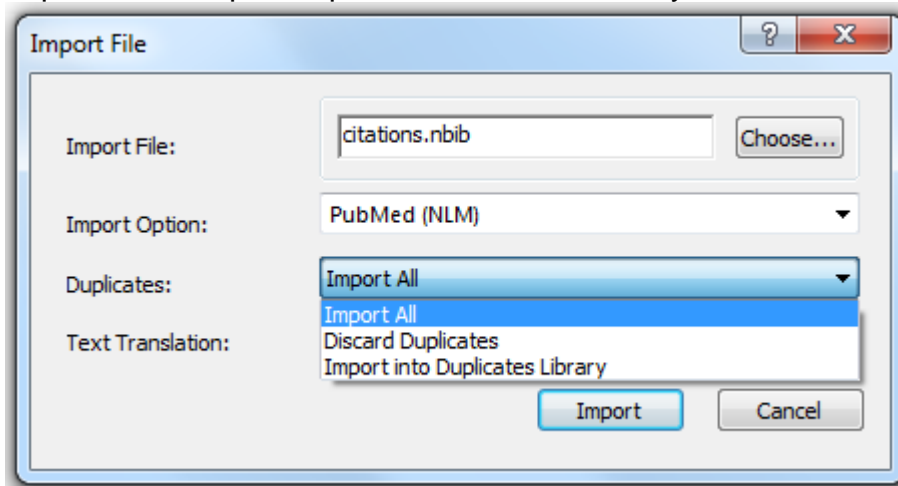 Import File
Import File:
citations.nbib
Choose...
Import Option:
PubMed (NLM)
Duplicates:
Import All
Import All
Discard Duplicates
Import into Duplicates Library
Text Translation:
Import
Cancel